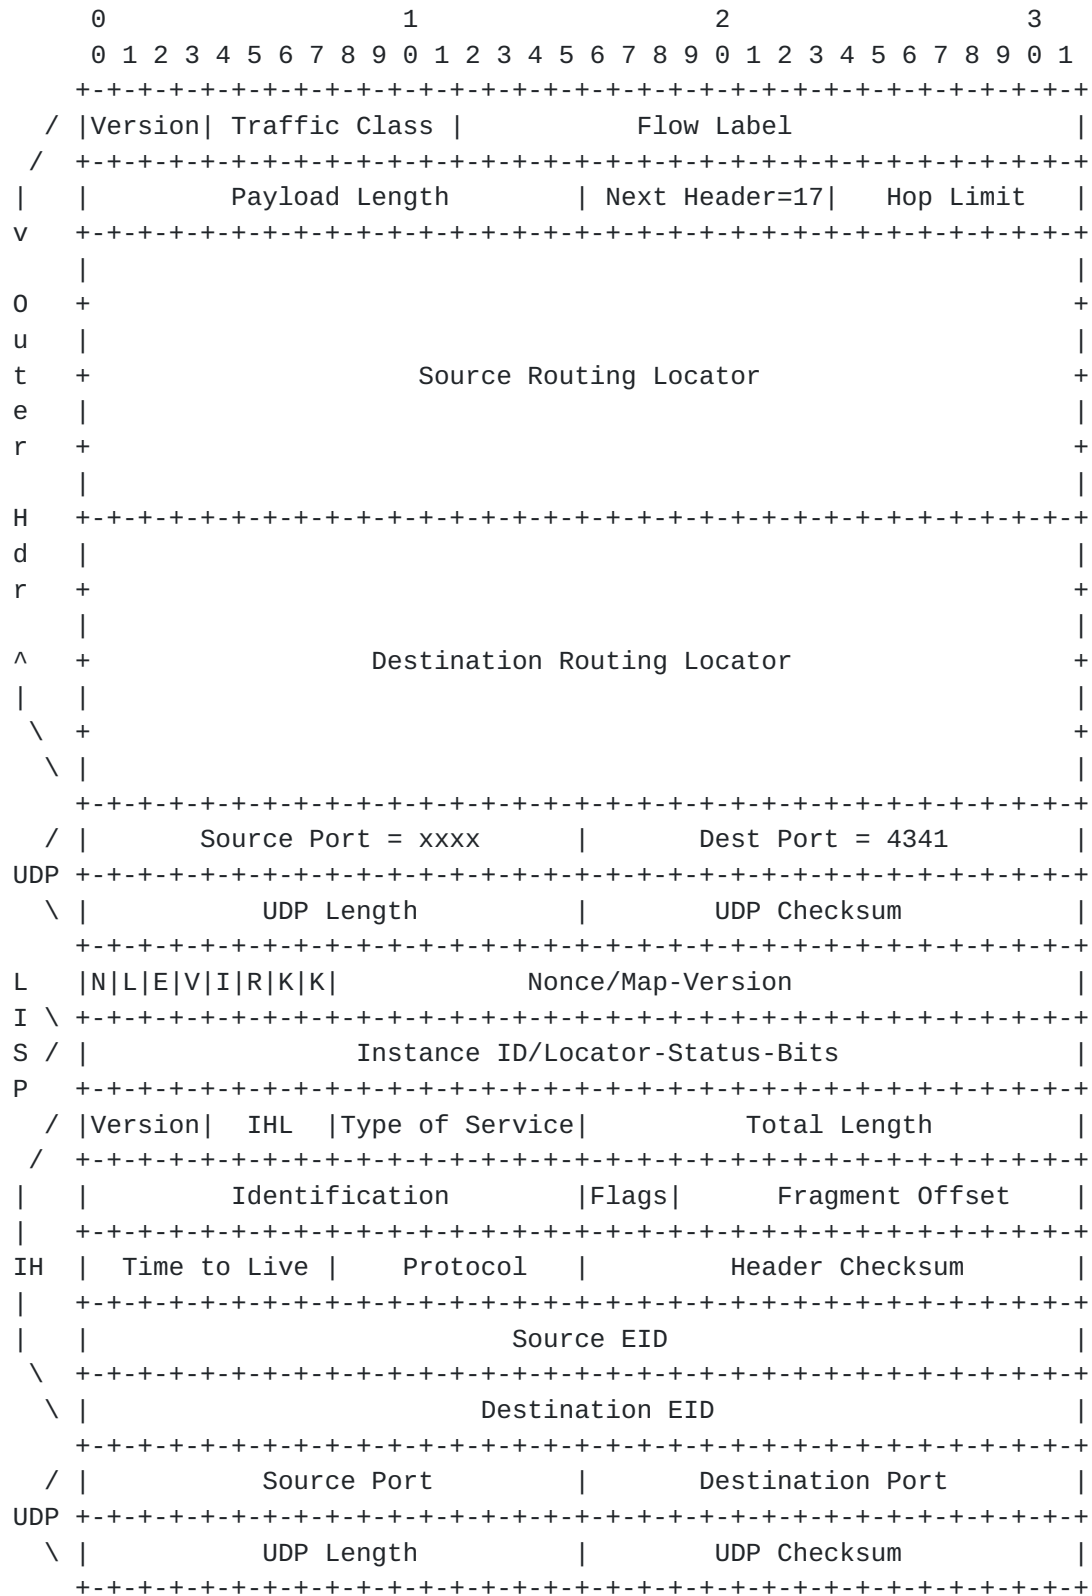 0                   1                   2                   3
      0 1 2 3 4 5 6 7 8 9 0 1 2 3 4 5 6 7 8 9 0 1 2 3 4 5 6 7 8 9 0 1
     +-+-+-+-+-+-+-+-+-+-+-+-+-+-+-+-+-+-+-+-+-+-+-+-+-+-+-+-+-+-+-+-+
   / |Version| Traffic Class |           Flow Label                  |
  /  +-+-+-+-+-+-+-+-+-+-+-+-+-+-+-+-+-+-+-+-+-+-+-+-+-+-+-+-+-+-+-+-+
 |   |         Payload Length        | Next Header=17|   Hop Limit   |
 v   +-+-+-+-+-+-+-+-+-+-+-+-+-+-+-+-+-+-+-+-+-+-+-+-+-+-+-+-+-+-+-+-+
     |                                                               |
 O   +                                                               +
 u   |                                                               |
 t   +                     Source Routing Locator                    +
 e   |                                                               |
 r   +                                                               +
     |                                                               |
 H   +-+-+-+-+-+-+-+-+-+-+-+-+-+-+-+-+-+-+-+-+-+-+-+-+-+-+-+-+-+-+-+-+
 d   |                                                               |
 r   +                                                               +
     |                                                               |
 ^   +                  Destination Routing Locator                  +
 |   |                                                               |
  \  +                                                               +
   \ |                                                               |
     +-+-+-+-+-+-+-+-+-+-+-+-+-+-+-+-+-+-+-+-+-+-+-+-+-+-+-+-+-+-+-+-+
   / |       Source Port = xxxx      |       Dest Port = 4341        |
 UDP +-+-+-+-+-+-+-+-+-+-+-+-+-+-+-+-+-+-+-+-+-+-+-+-+-+-+-+-+-+-+-+-+
   \ |           UDP Length          |        UDP Checksum           |
     +-+-+-+-+-+-+-+-+-+-+-+-+-+-+-+-+-+-+-+-+-+-+-+-+-+-+-+-+-+-+-+-+
 L   |N|L|E|V|I|R|K|K|            Nonce/Map-Version                  |
 I \ +-+-+-+-+-+-+-+-+-+-+-+-+-+-+-+-+-+-+-+-+-+-+-+-+-+-+-+-+-+-+-+-+
 S / |                 Instance ID/Locator-Status-Bits               |
 P   +-+-+-+-+-+-+-+-+-+-+-+-+-+-+-+-+-+-+-+-+-+-+-+-+-+-+-+-+-+-+-+-+
   / |Version|  IHL  |Type of Service|          Total Length         |
  /  +-+-+-+-+-+-+-+-+-+-+-+-+-+-+-+-+-+-+-+-+-+-+-+-+-+-+-+-+-+-+-+-+
 |   |         Identification        |Flags|      Fragment Offset    |
 |   +-+-+-+-+-+-+-+-+-+-+-+-+-+-+-+-+-+-+-+-+-+-+-+-+-+-+-+-+-+-+-+-+
 IH  |  Time to Live |    Protocol   |         Header Checksum       |
 |   +-+-+-+-+-+-+-+-+-+-+-+-+-+-+-+-+-+-+-+-+-+-+-+-+-+-+-+-+-+-+-+-+
 |   |                           Source EID                          |
  \  +-+-+-+-+-+-+-+-+-+-+-+-+-+-+-+-+-+-+-+-+-+-+-+-+-+-+-+-+-+-+-+-+
   \ |                         Destination EID                       |
     +-+-+-+-+-+-+-+-+-+-+-+-+-+-+-+-+-+-+-+-+-+-+-+-+-+-+-+-+-+-+-+-+
   / |           Source Port         |       Destination Port        |
 UDP +-+-+-+-+-+-+-+-+-+-+-+-+-+-+-+-+-+-+-+-+-+-+-+-+-+-+-+-+-+-+-+-+
   \ |           UDP Length          |        UDP Checksum           |
     +-+-+-+-+-+-+-+-+-+-+-+-+-+-+-+-+-+-+-+-+-+-+-+-+-+-+-+-+-+-+-+-+